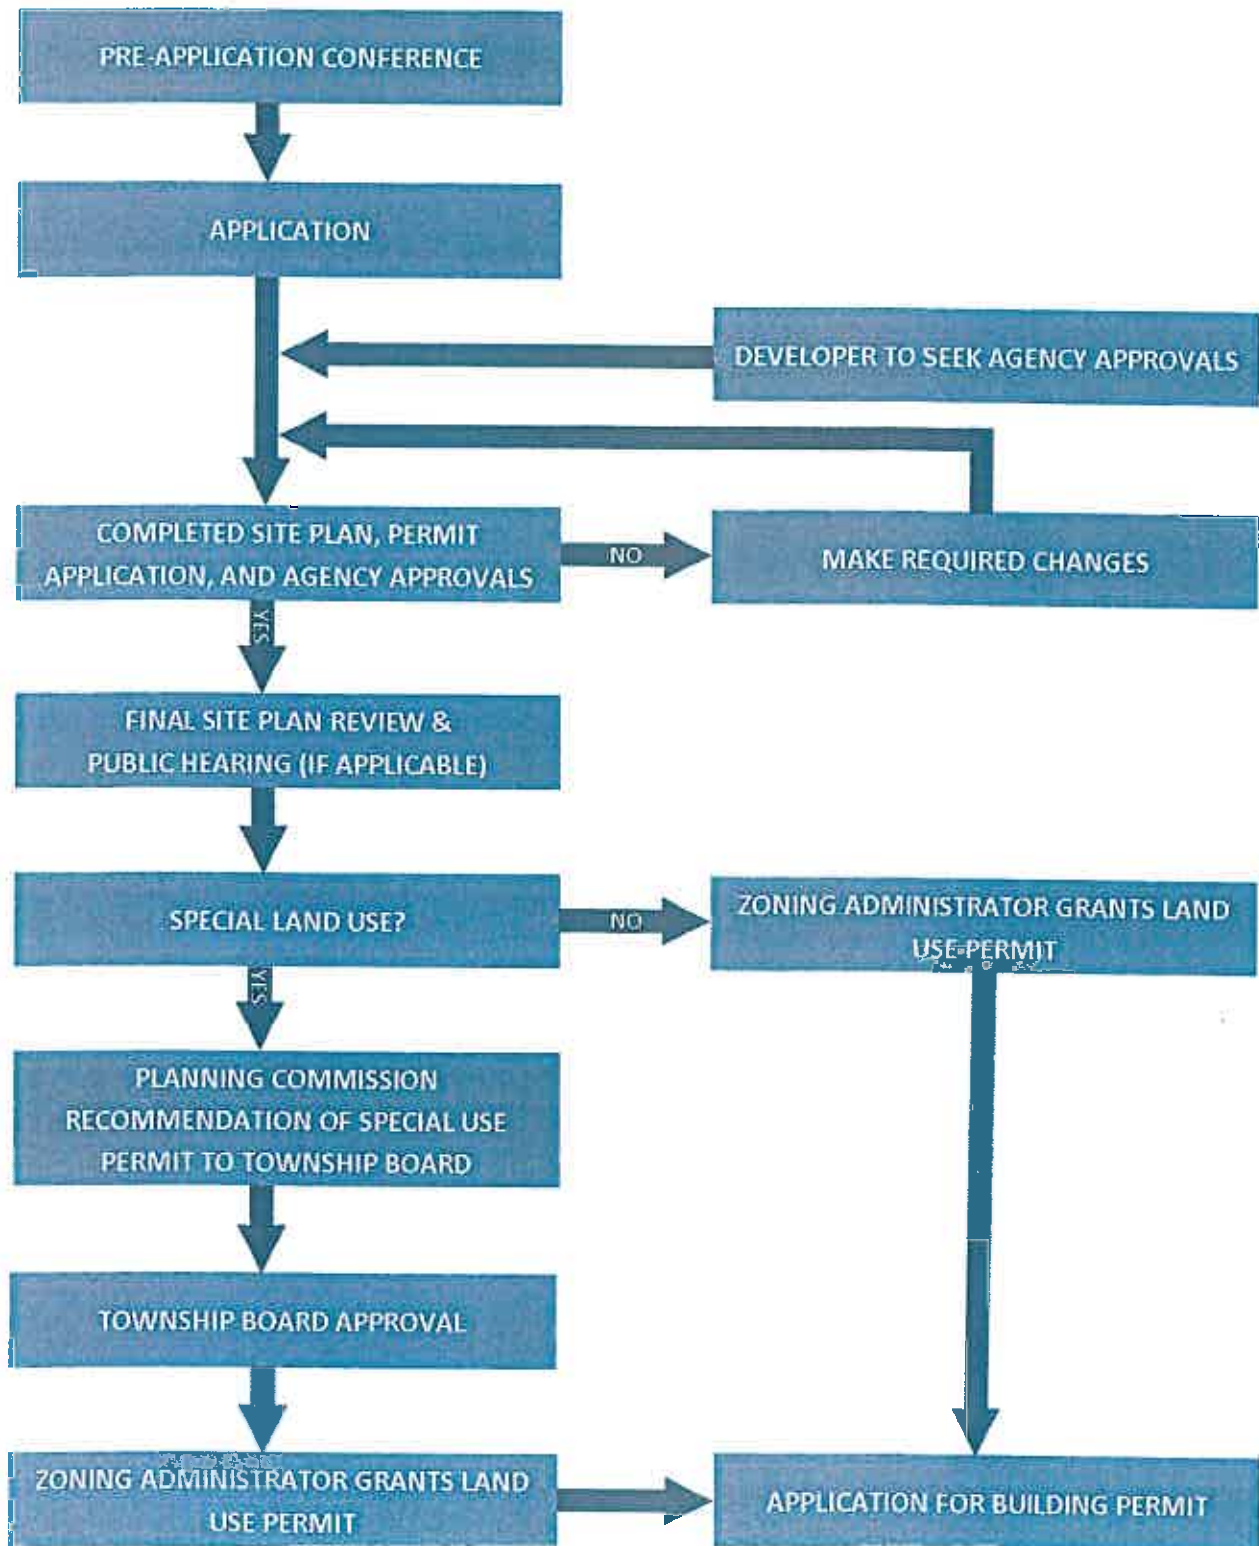 PRE-APPLICATION CONFERENCE
APPLICATION
DEVELOPER TO SEEK AGENCY APPROVALS
COMPLETED SITE PLAN, PERMIT
APPLICATION, AND AGENCY APPROVALS
NO
MAKE REQUIRED CHANGES
YES
FINAL SITE PLAN REVIEW &
PUBLIC HEARING (IF APPLICABLE)
SPECIAL LAND USE?
NO
ZONING ADMINISTRATOR GRANTS LAND
USE PERMIT
YES
PLANNING COMMISSION
RECOMMENDATION OF SPECIAL USE
PERMIT TO TOWNSHIP BOARD
TOWNSHIP BOARD APPROVAL
ZONING ADMINISTRATOR GRANTS LAND
USE PERMIT
APPLICATION FOR BUILDING PERMIT